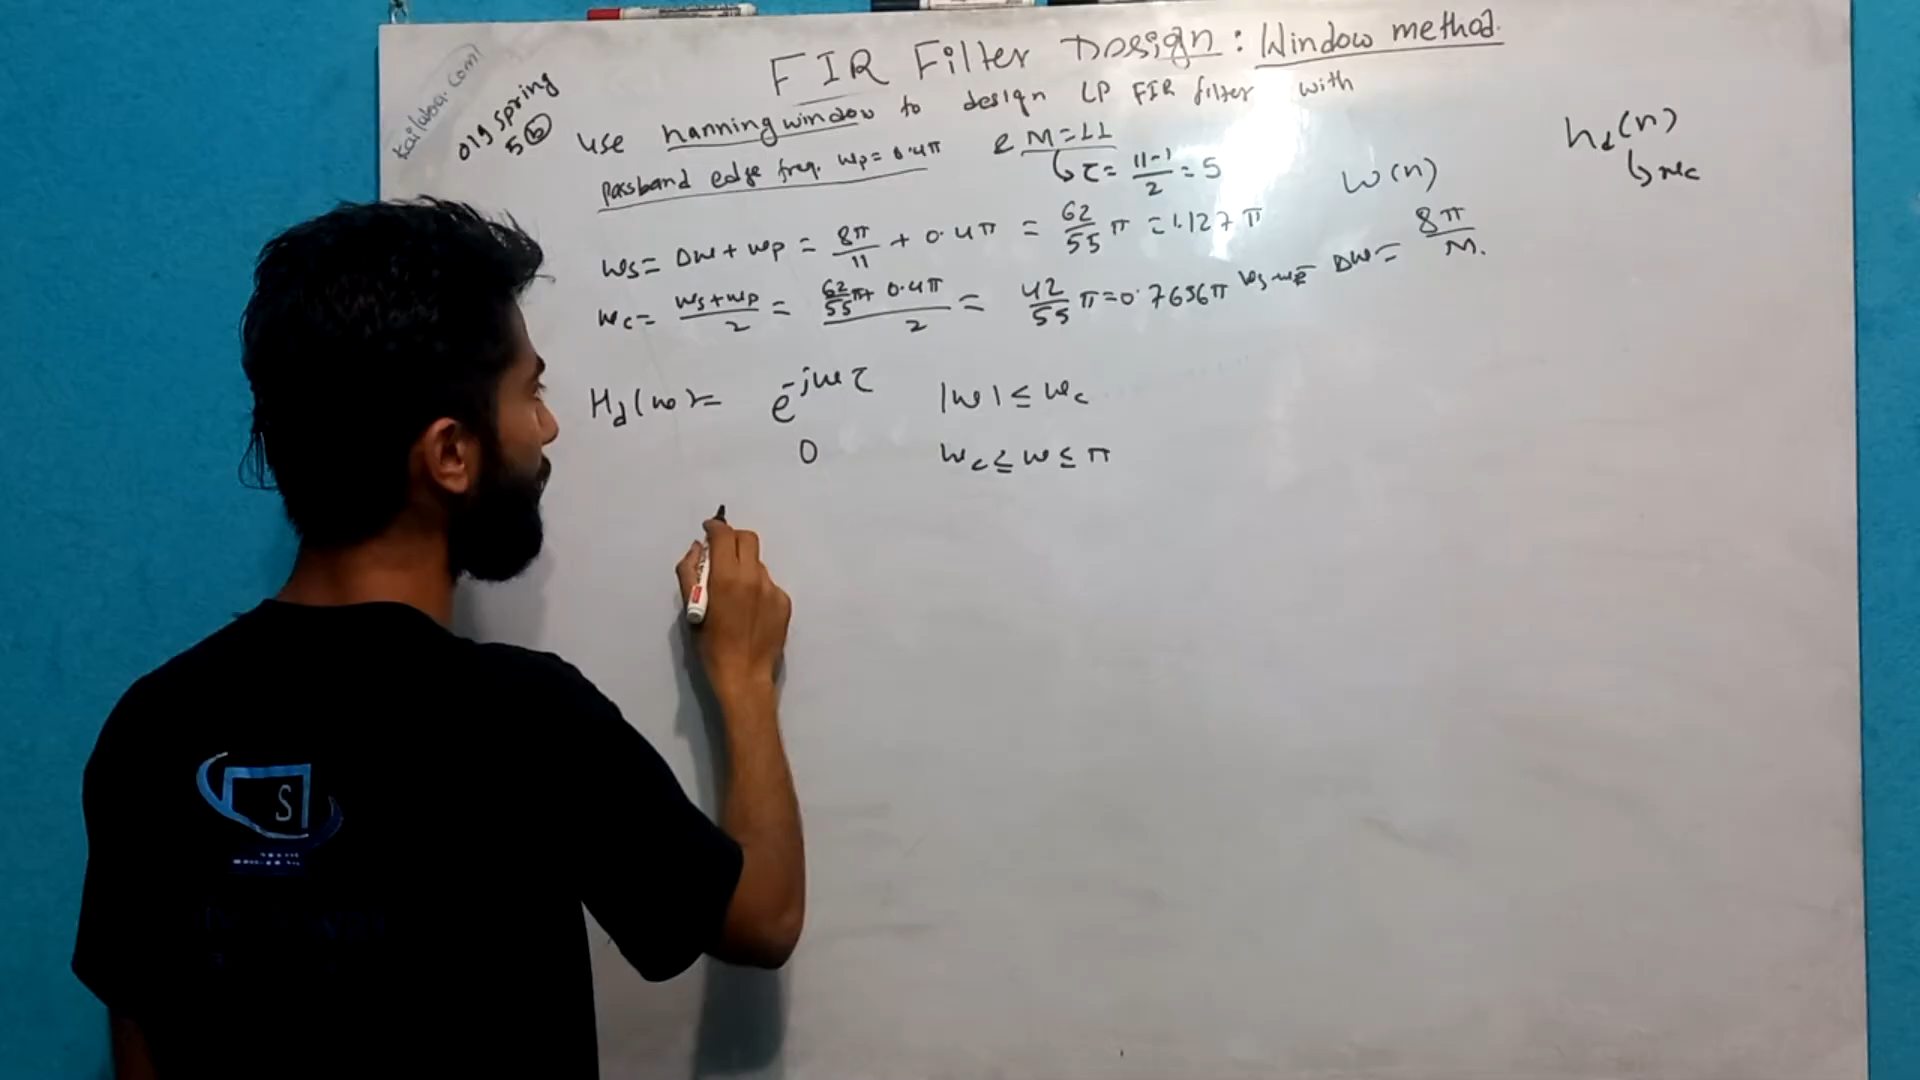 FIR Filter Design: Window method.
kailaba.com
019 spring
5 (b)
Use hanning window to design LP FIR filter with
passband edge freq. wp = 0.4π & M = 11
↳ τ = (11-1)/2 = 5
w(n)
hd(n)
ws = Δw + wp = 8π/11 + 0.4π = 62/55 π = 1.127π
Δw = 8π/M.
wc = (ws+wp)/2 = (62/55 π + 0.4π)/2 = 42/55 π = 0.7636π
Hd(w) = e^-jwτ |w| ≤ wc
0 wc ≤ w ≤ π
S